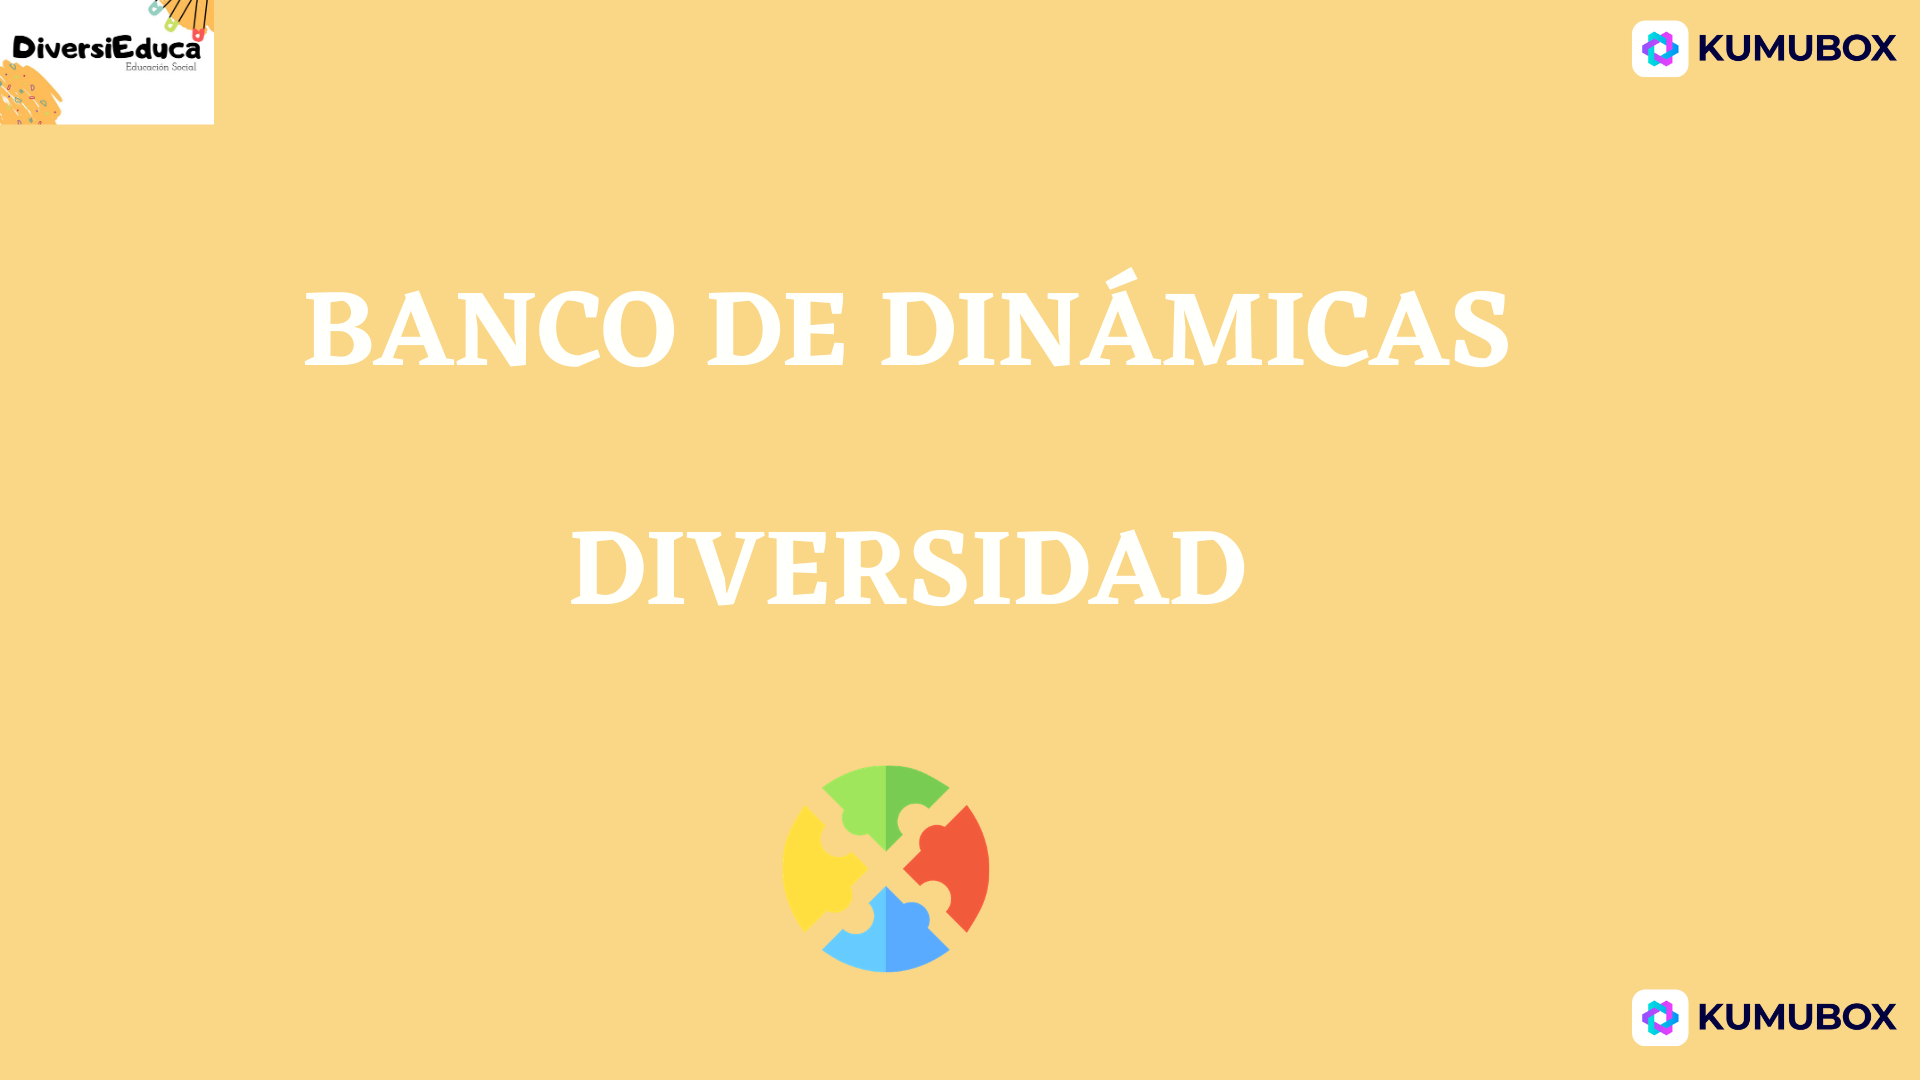 DiversiEduca
Educación Social
KUMUBOX
BANCO DE DINÁMICAS
DIVERSIDAD
KUMUBOX